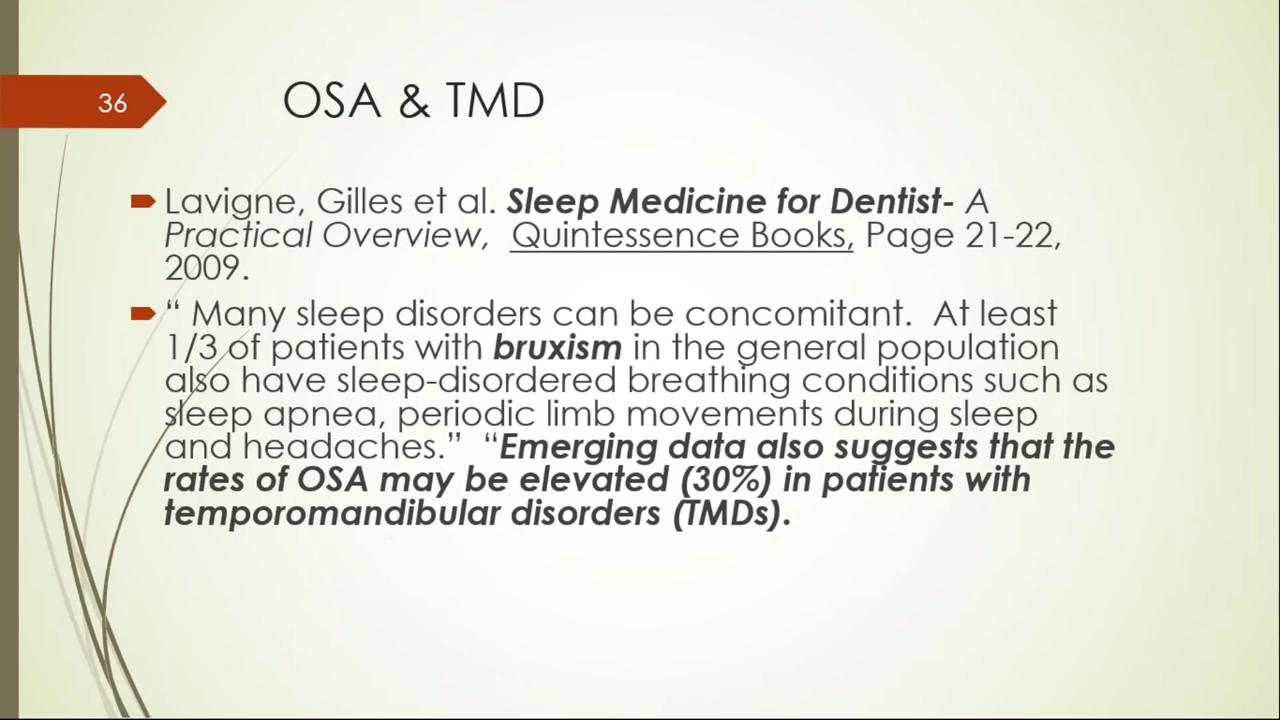 36
OSA & TMD
Lavigne, Gilles et al. Sleep Medicine for Dentist- A
Practical Overview, Quintessence Books, Page 21-22,
2009.
“ Many sleep disorders can be concomitant. At least
1/3 of patients with bruxism in the general population
also have sleep-disordered breathing conditions such as
sleep apnea, periodic limb movements during sleep
and headaches.” “Emerging data also suggests that the
rates of OSA may be elevated (30%) in patients with
temporomandibular disorders (TMDs).